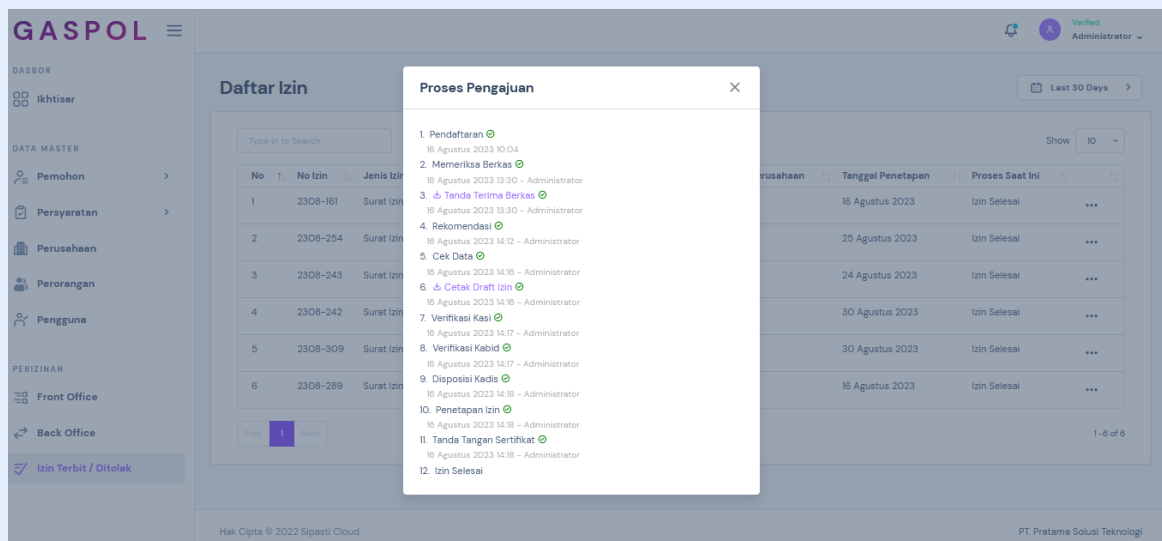 GASPOL
Verified
Administrator
DASBOR
Ikhtisar
DATA MASTER
Pemohon
Persyaratan
Perusahaan
Perorangan
Pengguna
PERIZINAN
Front Office
Back Office
Izin Terbit / Ditolak
Daftar Izin
Last 30 Days
Type in to Search
Show 10
No No Izin Jenis Izin Tanggal Penetapan Proses Saat Ini
1 2308-161 Surat Izin 16 Agustus 2023 Izin Selesai
2 2308-254 Surat Izin 25 Agustus 2023 Izin Selesai
3 2308-243 Surat Izin 24 Agustus 2023 Izin Selesai
4 2308-242 Surat Izin 30 Agustus 2023 Izin Selesai
5 2308-309 Surat Izin 30 Agustus 2023 Izin Selesai
6 2308-289 Surat Izin 16 Agustus 2023 Izin Selesai
Prev 1 Next
1 -6 of 6
Proses Pengajuan
1. Pendaftaran
16 Agustus 2023 10:04
2. Memeriksa Berkas
16 Agustus 2023 13:30 - Administrator
3. Tanda Terima Berkas
16 Agustus 2023 13:30 - Administrator
4. Rekomendasi
16 Agustus 2023 14:12 - Administrator
5. Cek Data
16 Agustus 2023 14:16 - Administrator
6. Cetak Draft Izin
16 Agustus 2023 14:16 - Administrator
7. Verifikasi Kasi
16 Agustus 2023 14:17 - Administrator
8. Verifikasi Kabid
16 Agustus 2023 14:17 - Administrator
9. Disposisi Kadis
16 Agustus 2023 14:18 - Administrator
10. Penetapan Izin
16 Agustus 2023 14:18 - Administrator
11. Tanda Tangan Sertifikat
16 Agustus 2023 14:18 - Administrator
12. Izin Selesai
Hak Cipta © 2022 Sipasti Cloud.
PT. Pratama Solusi Teknologi